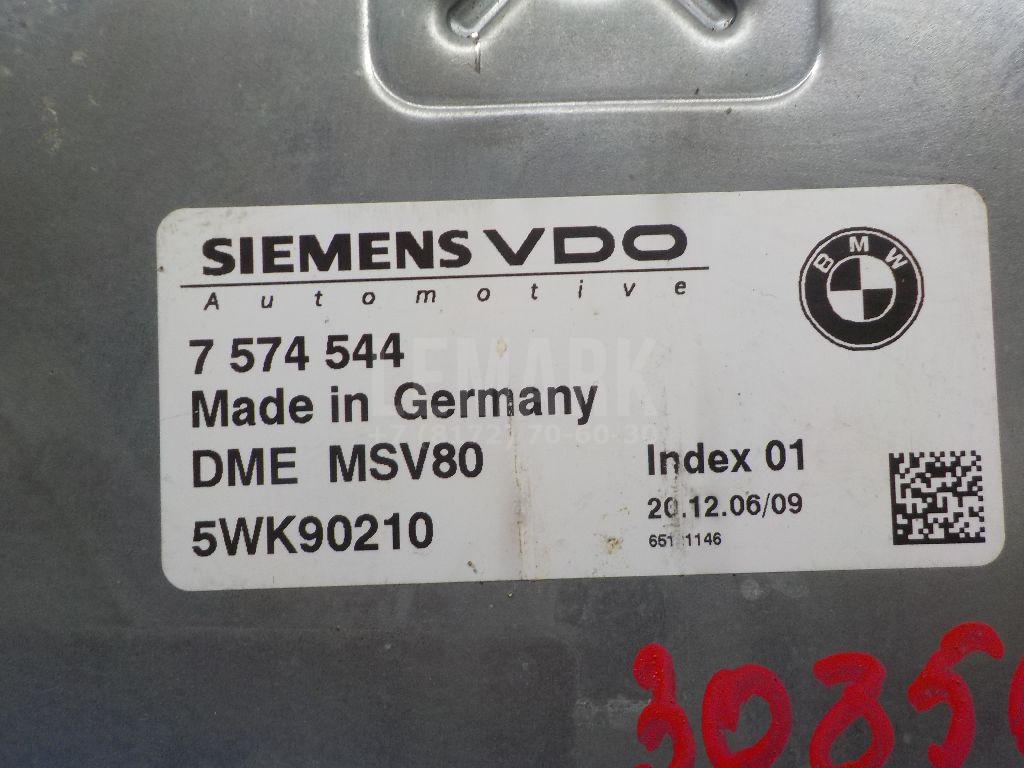 SIEMENS VDO
Automotive
BMW
7 574 544
LEMARK
Made in Germany
DME MSV80
Index 01
20.12.06/09
5WK90210